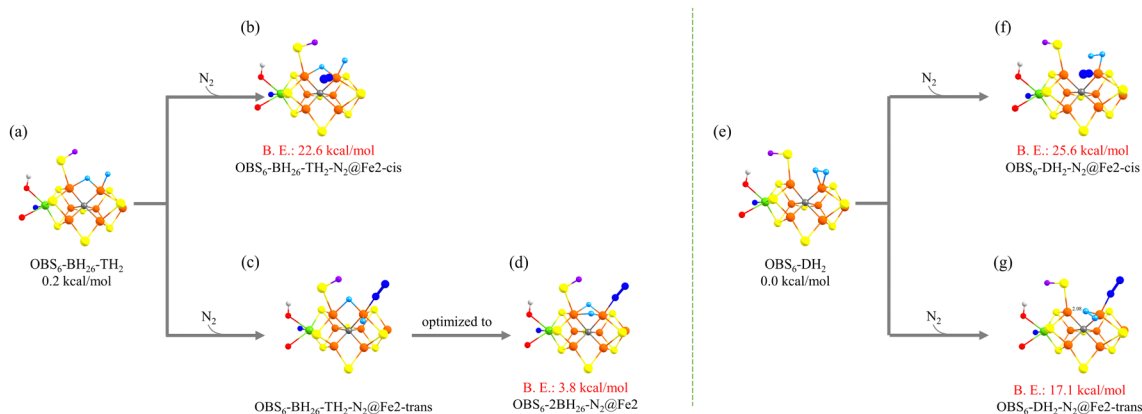 (a)
OBS₆-BH₂₆-TH₂
0.2 kcal/mol
N₂
(b)
B. E.: 22.6 kcal/mol
OBS₆-BH₂₆-TH₂-N₂@Fe2-cis
N₂
(c)
OBS₆-BH₂₆-TH₂-N₂@Fe2-trans
optimized to
(d)
B. E.: 3.8 kcal/mol
OBS₆-2BH₂₆-N₂@Fe2
(e)
OBS₆-DH₂
0.0 kcal/mol
N₂
(f)
B. E.: 25.6 kcal/mol
OBS₆-DH₂-N₂@Fe2-cis
N₂
(g)
B. E.: 17.1 kcal/mol
OBS₆-DH₂-N₂@Fe2-trans